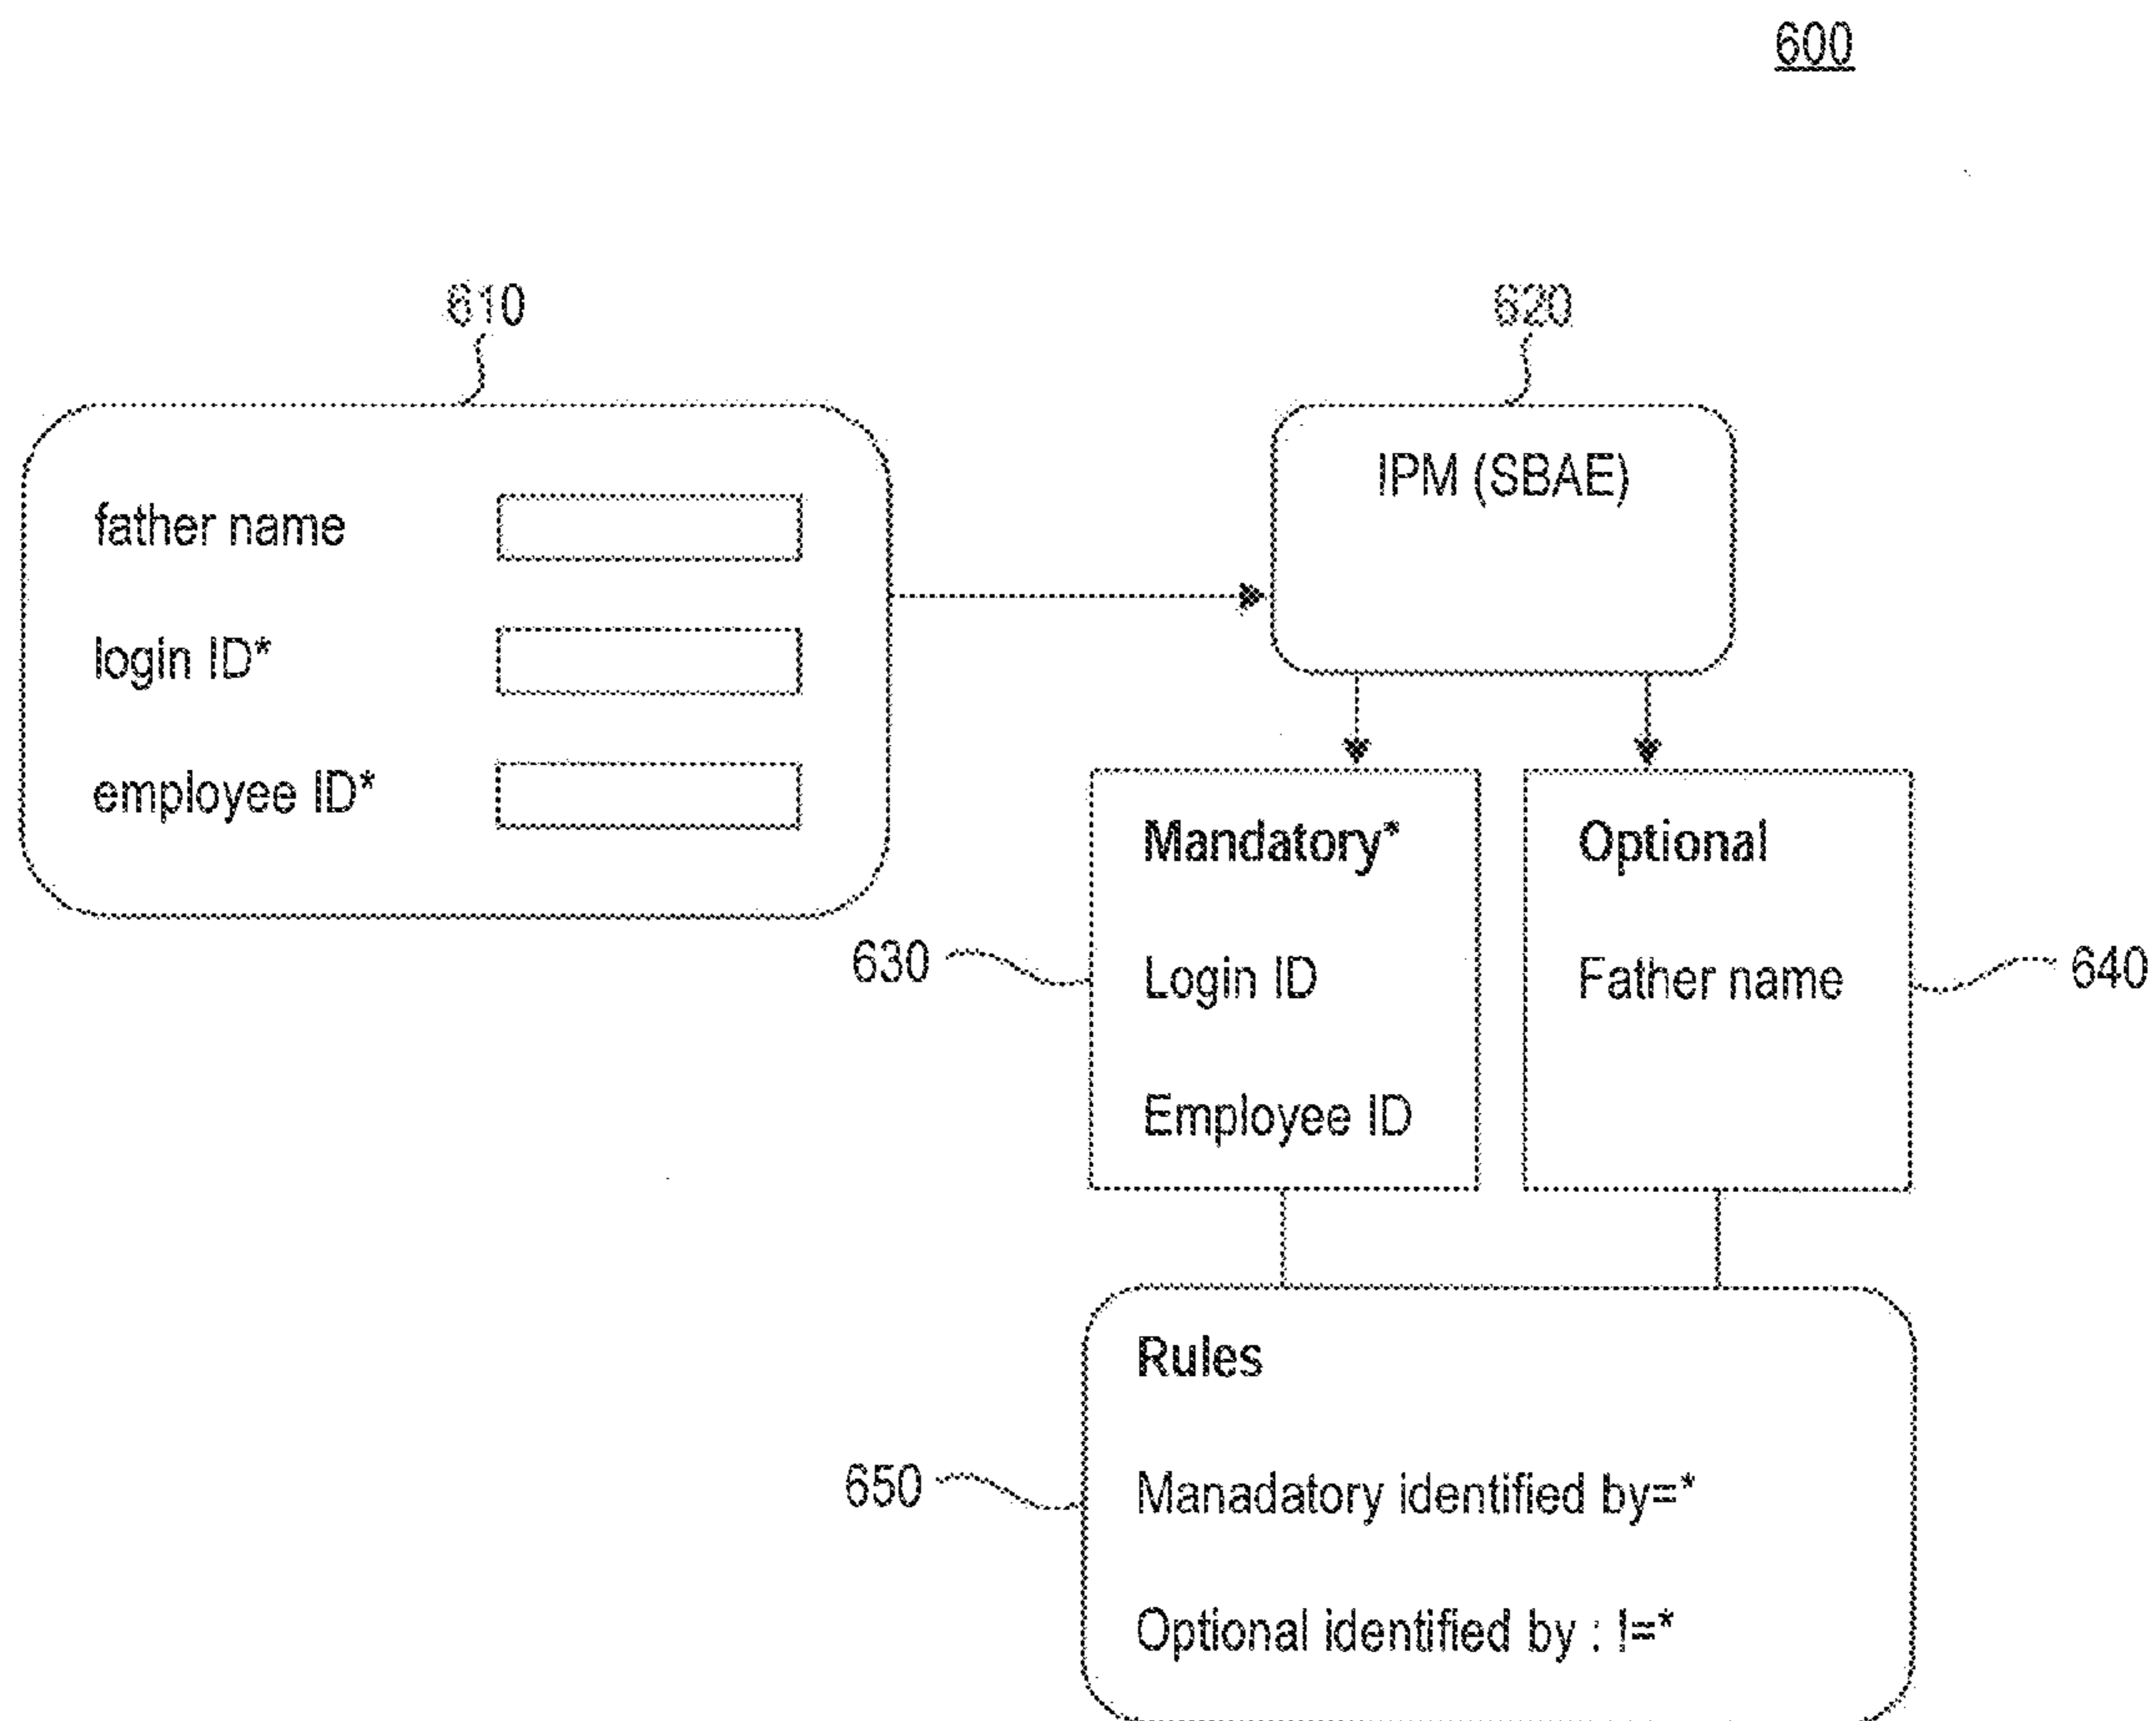 600
610
620
father name
login ID*
employee ID*
IPM (SBAE)
Mandatory*
Login ID
Employee ID
Optional
Father name
630
640
Rules
Manadatory identified by=*
Optional identified by : !=*
650